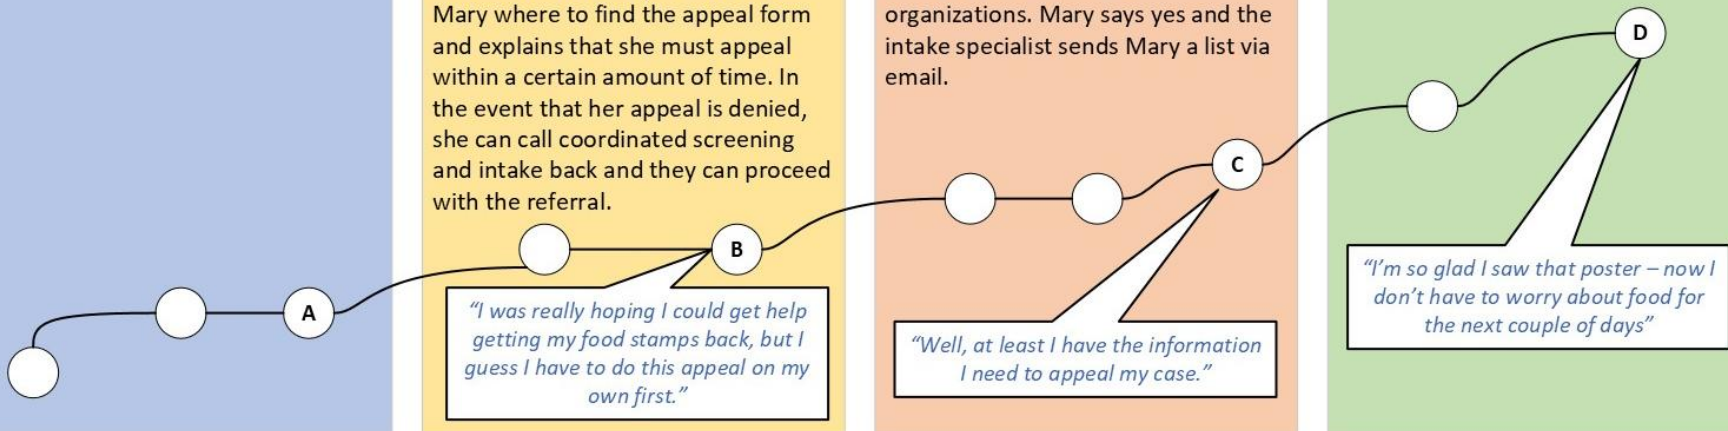 Mary where to find the appeal form
and explains that she must appeal
within a certain amount of time. In
the event that her appeal is denied,
she can call coordinated screening
and intake back and they can proceed
with the referral.
organizations. Mary says yes and the
intake specialist sends Mary a list via
email.
A
B
C
D
“I was really hoping I could get help
getting my food stamps back, but I
guess I have to do this appeal on my
own first.”
“Well, at least I have the information
I need to appeal my case.”
“I’m so glad I saw that poster – now I
don’t have to worry about food for
the next couple of days”